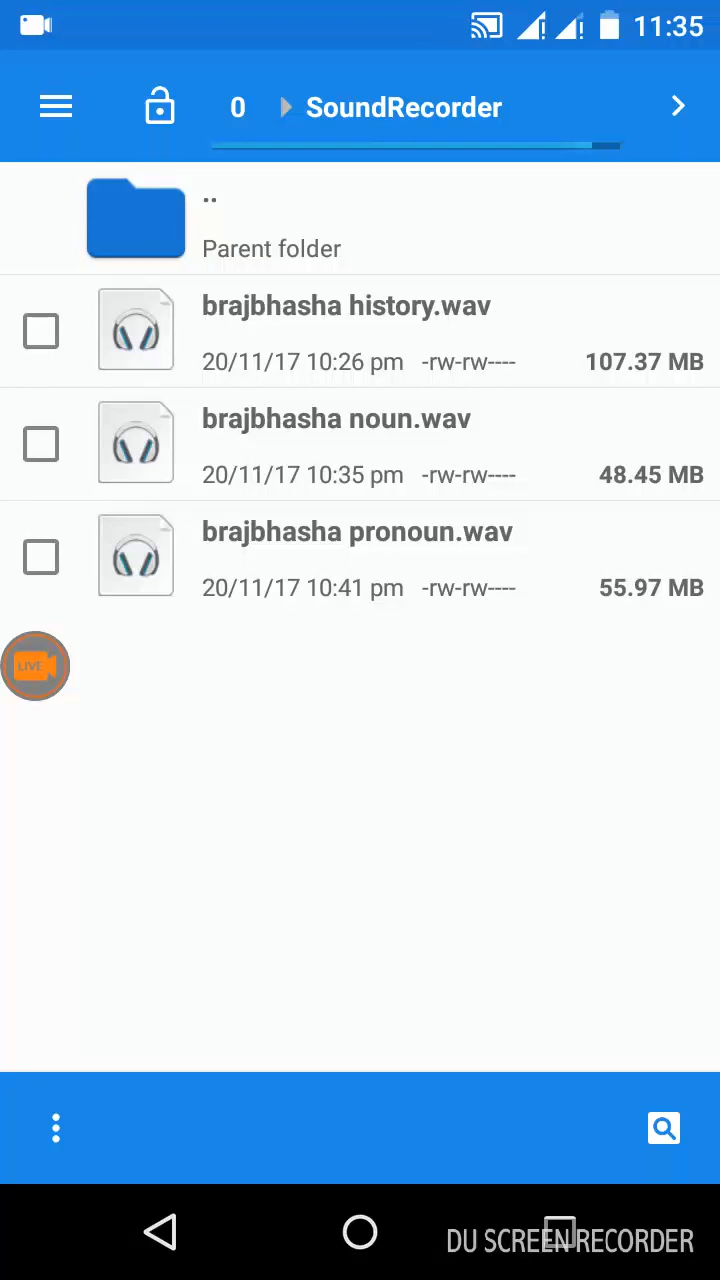 11:35
0 SoundRecorder
..
Parent folder
brajbhasha history.wav
20/11/17 10:26 pm -rw-rw---- 107.37 MB
brajbhasha noun.wav
20/11/17 10:35 pm -rw-rw---- 48.45 MB
brajbhasha pronoun.wav
20/11/17 10:41 pm -rw-rw---- 55.97 MB
LIVE
DU SCREEN RECORDER